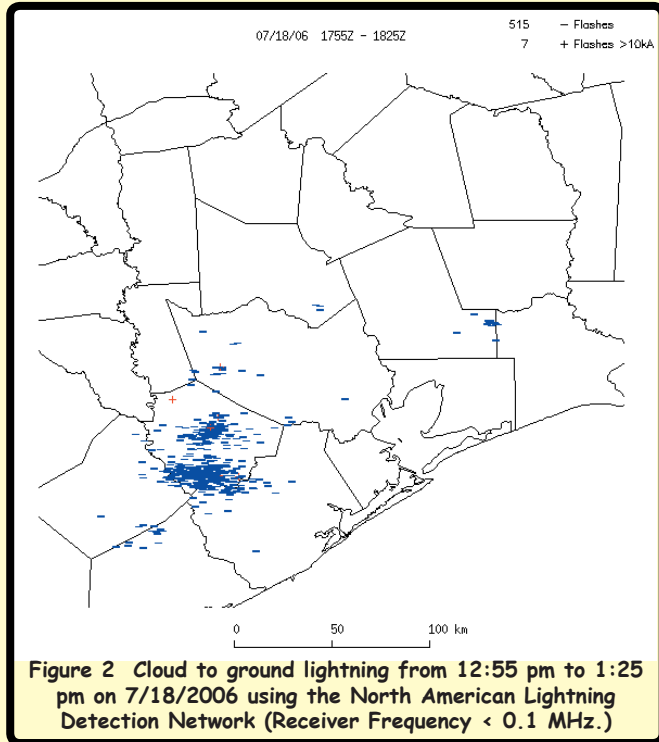 515 – Flashes
07/18/06 1755Z - 1825Z
7 + Flashes >10kA
0 50 100 km
Figure 2 Cloud to ground lightning from 12:55 pm to 1:25
pm on 7/18/2006 using the North American Lightning
Detection Network (Receiver Frequency < 0.1 MHz.)